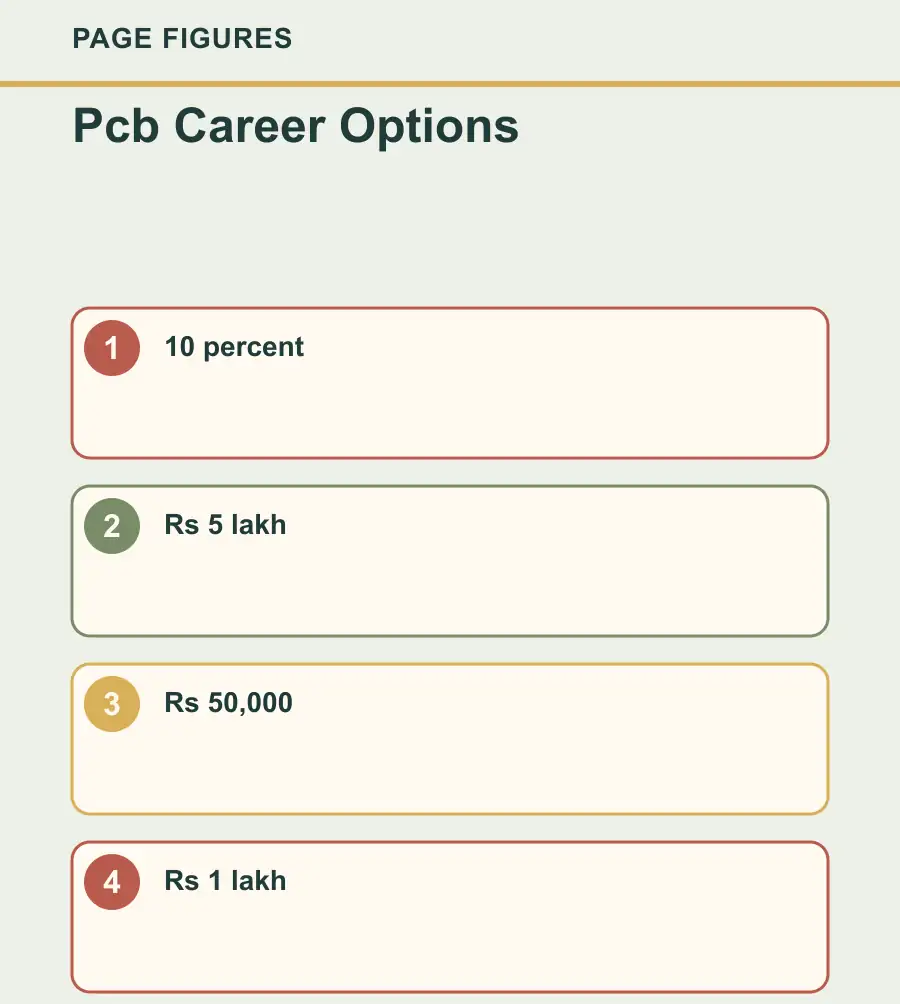 PAGE FIGURES
Pcb Career Options
1
10 percent
2
Rs 5 lakh
3
Rs 50,000
4
Rs 1 lakh